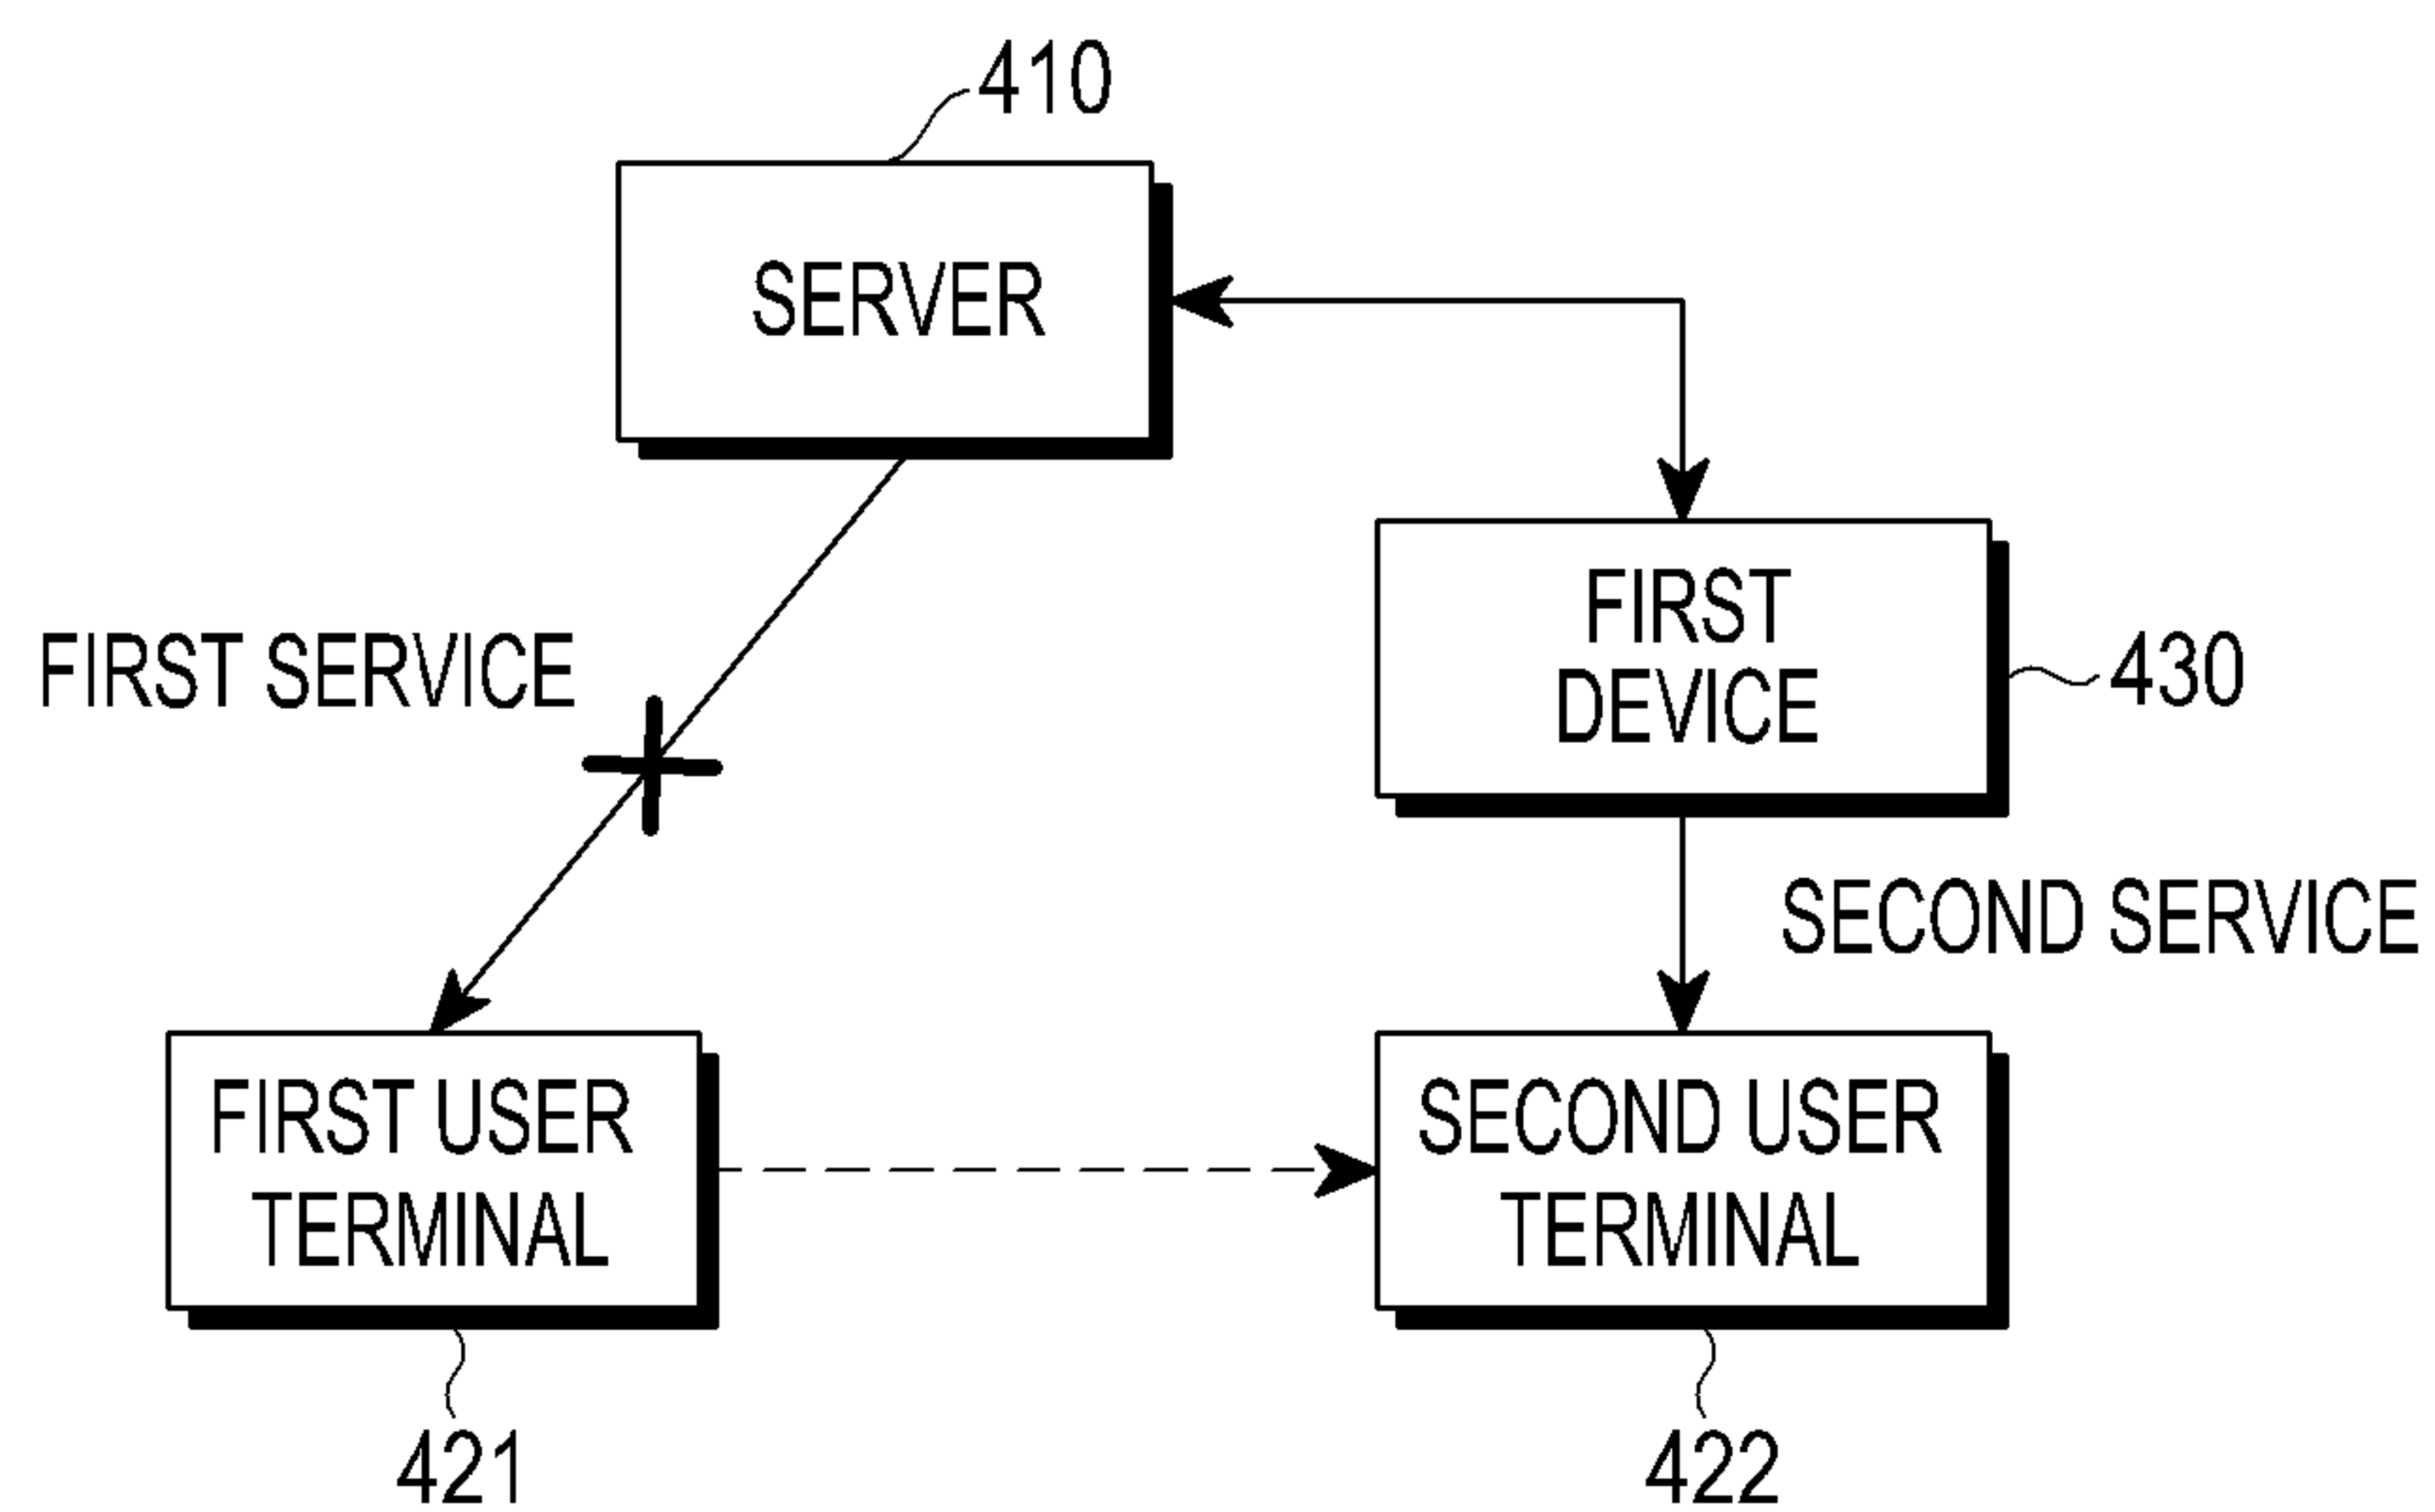 410
SERVER
FIRST
DEVICE
430
FIRST SERVICE
SECOND SERVICE
FIRST USER
TERMINAL
SECOND USER
TERMINAL
421
422